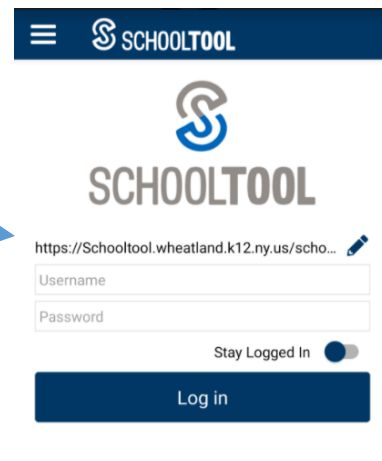 SCHOOLTOOL
SCHOOLTOOL
https://Schooltool.wheatland.k12.ny.us/scho...
Username
Password
Stay Logged In
Log in